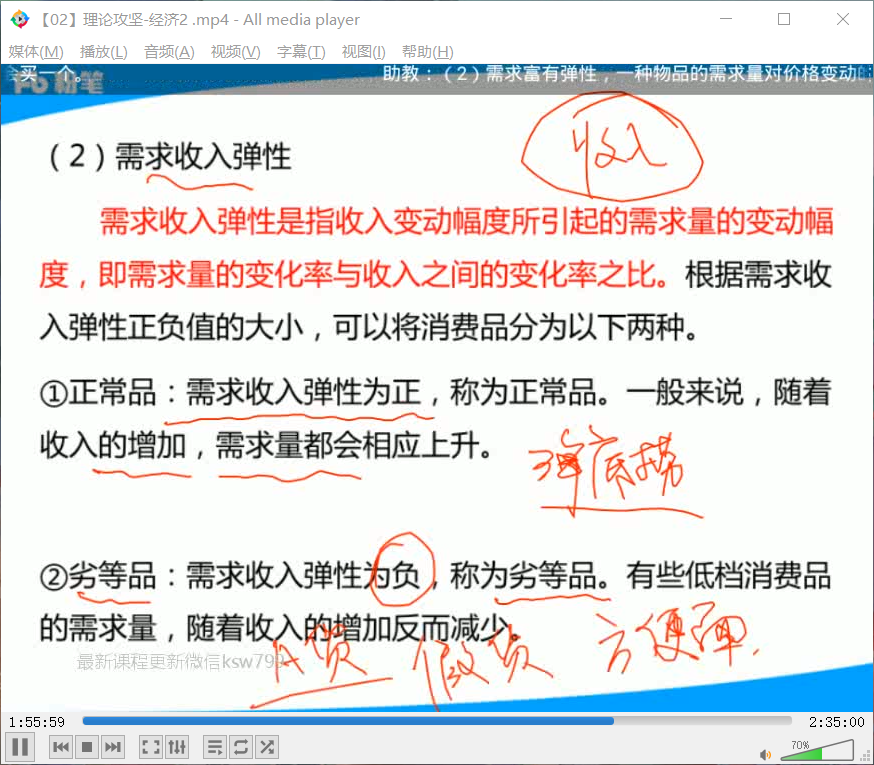 【02】理论攻坚-经济2 .mp4 - All media player
媒体(M) 播放(L) 音频(A) 视频(V) 字幕(T) 视图(I) 帮助(H)
买一个。 助教：（2）需求富有弹性，一种物品的需求量对价格变动的
粉笔
（2）需求收入弹性
收入
需求收入弹性是指收入变动幅度所引起的需求量的变动幅
度，即需求量的变化率与收入之间的变化率之比。根据需求收
入弹性正负值的大小，可以将消费品分为以下两种。
①正常品：需求收入弹性为正，称为正常品。一般来说，随着
收入的增加，需求量都会相应上升。
底捞
②劣等品：需求收入弹性为负，称为劣等品。有些低档消费品
的需求量，随着收入的增加反而减少。
A货 假货 方便面.
最新课程更新微信ksw799
1:55:59 2:35:00
70%